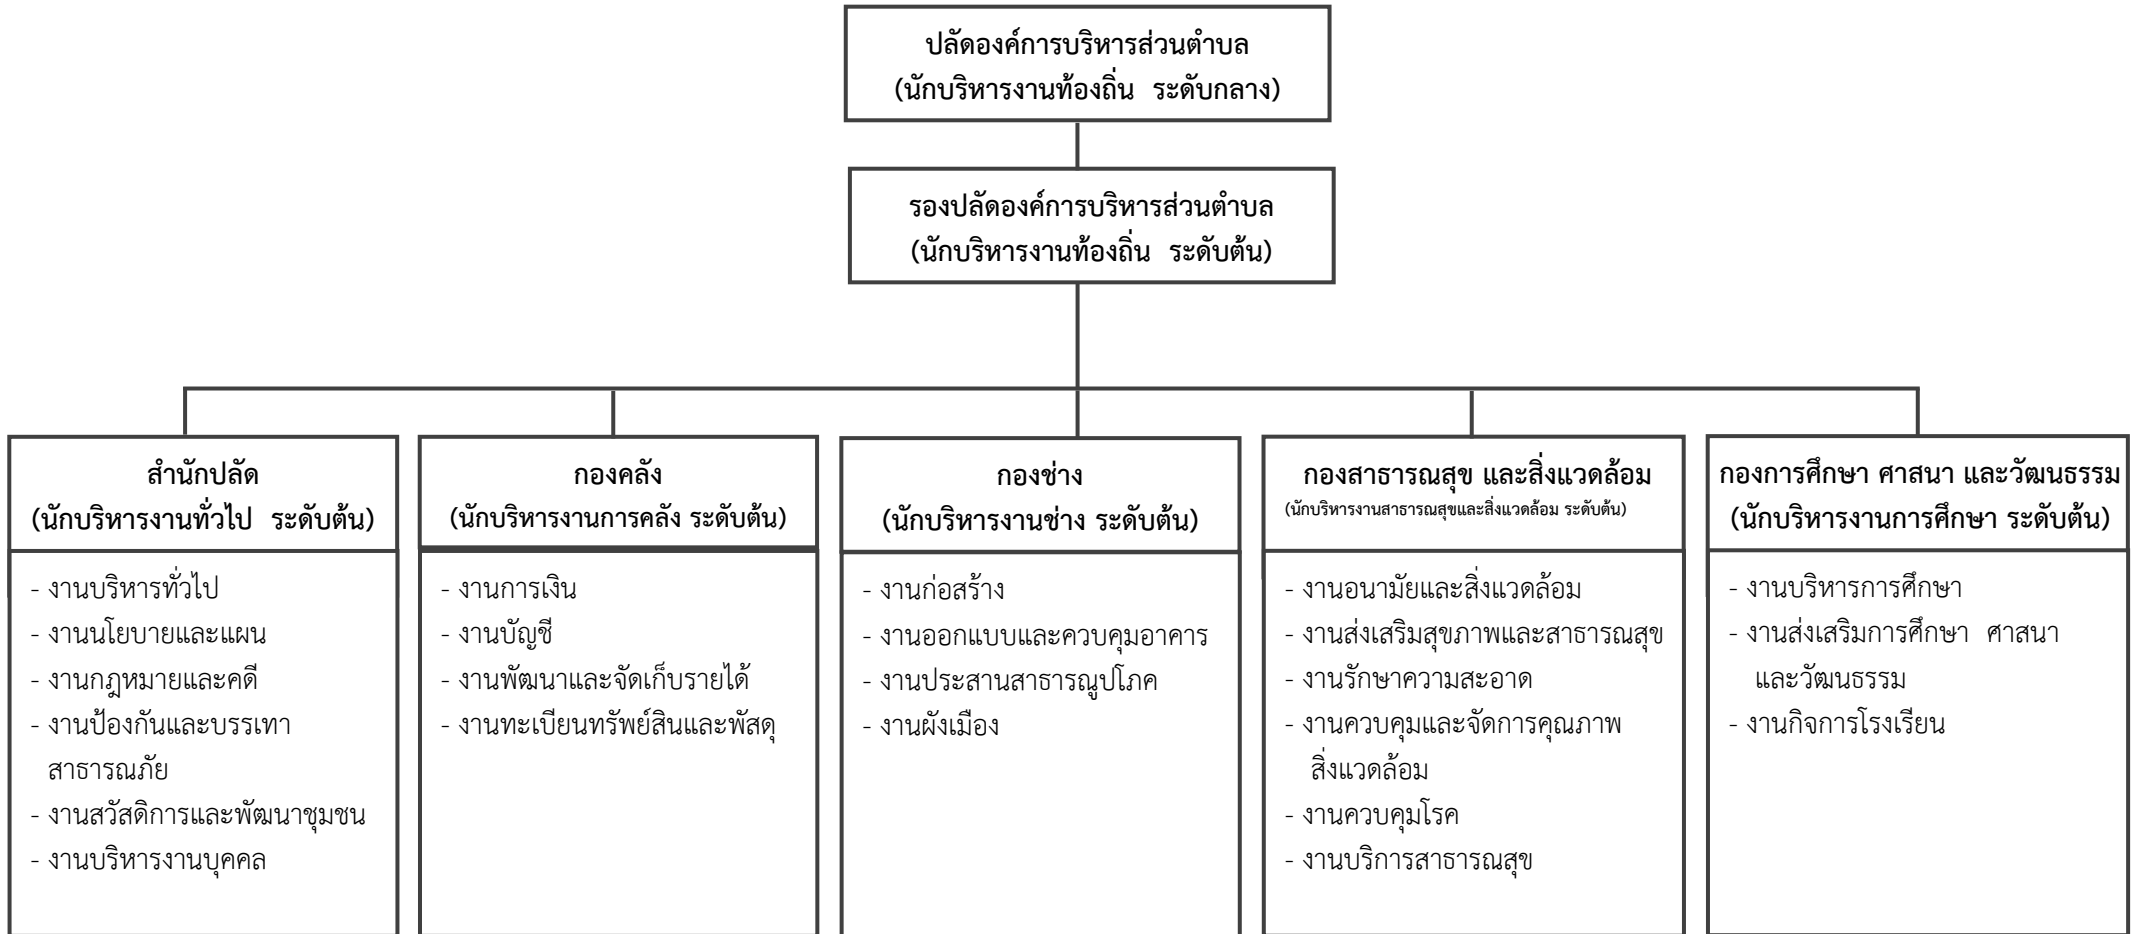 ปลัดองค์การบริหารส่วนตำบล
(นักบริหารงานท้องถิ่น ระดับกลาง)
รองปลัดองค์การบริหารส่วนตำบล
(นักบริหารงานท้องถิ่น ระดับต้น)
สำนักปลัด
(นักบริหารงานทั่วไป ระดับต้น)
- งานบริหารทั่วไป
- งานนโยบายและแผน
- งานกฎหมายและคดี
- งานป้องกันและบรรเทา
สาธารณภัย
- งานสวัสดิการและพัฒนาชุมชน
- งานบริหารงานบุคคล
กองคลัง
(นักบริหารงานการคลัง ระดับต้น)
- งานการเงิน
- งานบัญชี
- งานพัฒนาและจัดเก็บรายได้
- งานทะเบียนทรัพย์สินและพัสดุ
กองช่าง
(นักบริหารงานช่าง ระดับต้น)
- งานก่อสร้าง
- งานออกแบบและควบคุมอาคาร
- งานประสานสาธารณูปโภค
- งานผังเมือง
กองสาธารณสุข และสิ่งแวดล้อม
(นักบริหารงานสาธารณสุขและสิ่งแวดล้อม ระดับต้น)
- งานอนามัยและสิ่งแวดล้อม
- งานส่งเสริมสุขภาพและสาธารณสุข
- งานรักษาความสะอาด
- งานควบคุมและจัดการคุณภาพ
สิ่งแวดล้อม
- งานควบคุมโรค
- งานบริการสาธารณสุข
กองการศึกษา ศาสนา และวัฒนธรรม
(นักบริหารงานการศึกษา ระดับต้น)
- งานบริหารการศึกษา
- งานส่งเสริมการศึกษา ศาสนา
และวัฒนธรรม
- งานกิจการโรงเรียน